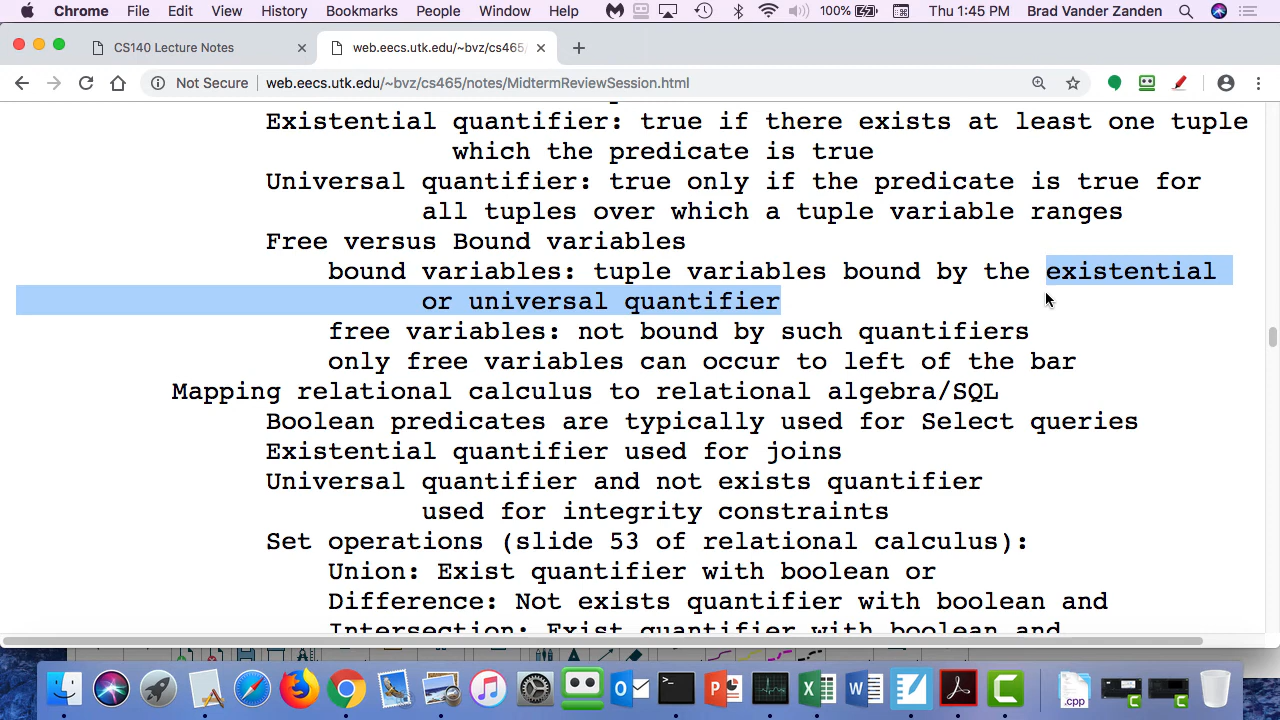 Chrome File Edit View History Bookmarks People Window Help 100% Thu 1:45 PM Brad Vander Zanden
CS140 Lecture Notes web.eecs.utk.edu/~bvz/cs465/
Not Secure web.eecs.utk.edu/~bvz/cs465/notes/MidtermReviewSession.html
Existential quantifier: true if there exists at least one tuple
which the predicate is true
Universal quantifier: true only if the predicate is true for
all tuples over which a tuple variable ranges
Free versus Bound variables
bound variables: tuple variables bound by the existential
or universal quantifier
free variables: not bound by such quantifiers
only free variables can occur to left of the bar
Mapping relational calculus to relational algebra/SQL
Boolean predicates are typically used for Select queries
Existential quantifier used for joins
Universal quantifier and not exists quantifier
used for integrity constraints
Set operations (slide 53 of relational calculus):
Union: Exist quantifier with boolean or
Difference: Not exists quantifier with boolean and
Intersection: Exist quantifier with boolean and
.cpp